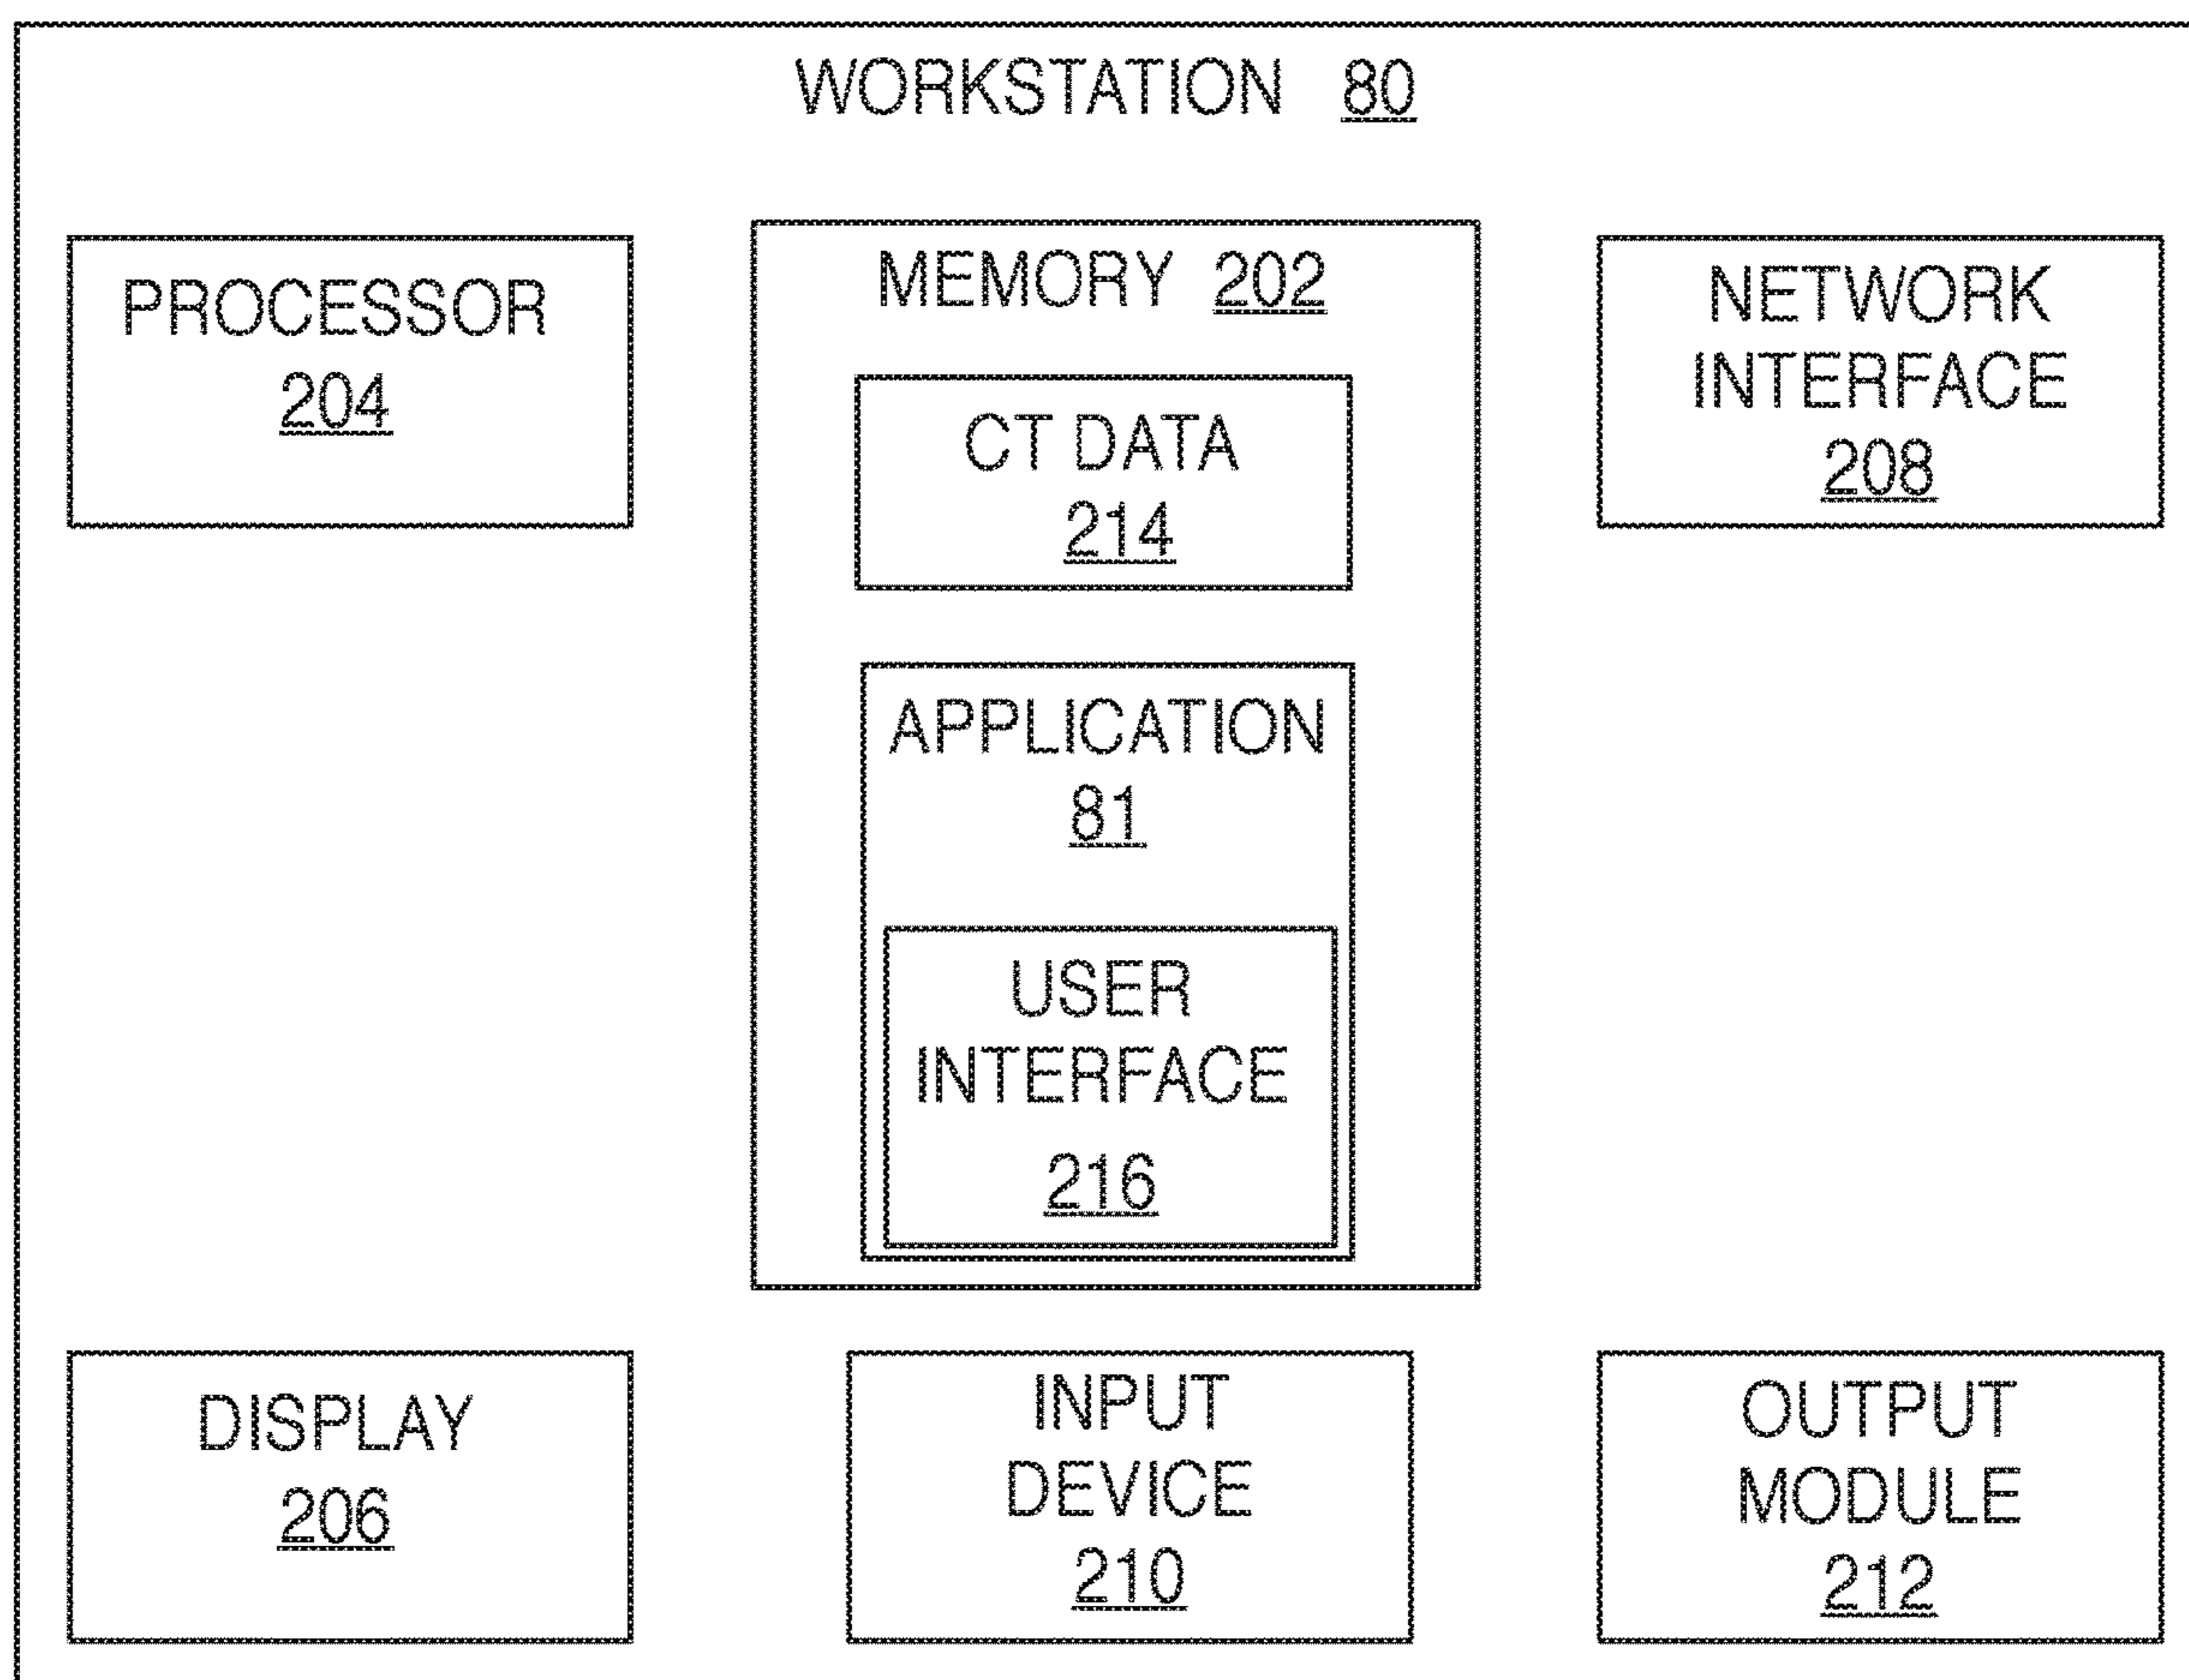 WORKSTATION 80
PROCESSOR
204
MEMORY 202
CT DATA
214
APPLICATION
81
USER
INTERFACE
216
NETWORK
INTERFACE
208
DISPLAY
206
INPUT
DEVICE
210
OUTPUT
MODULE
212